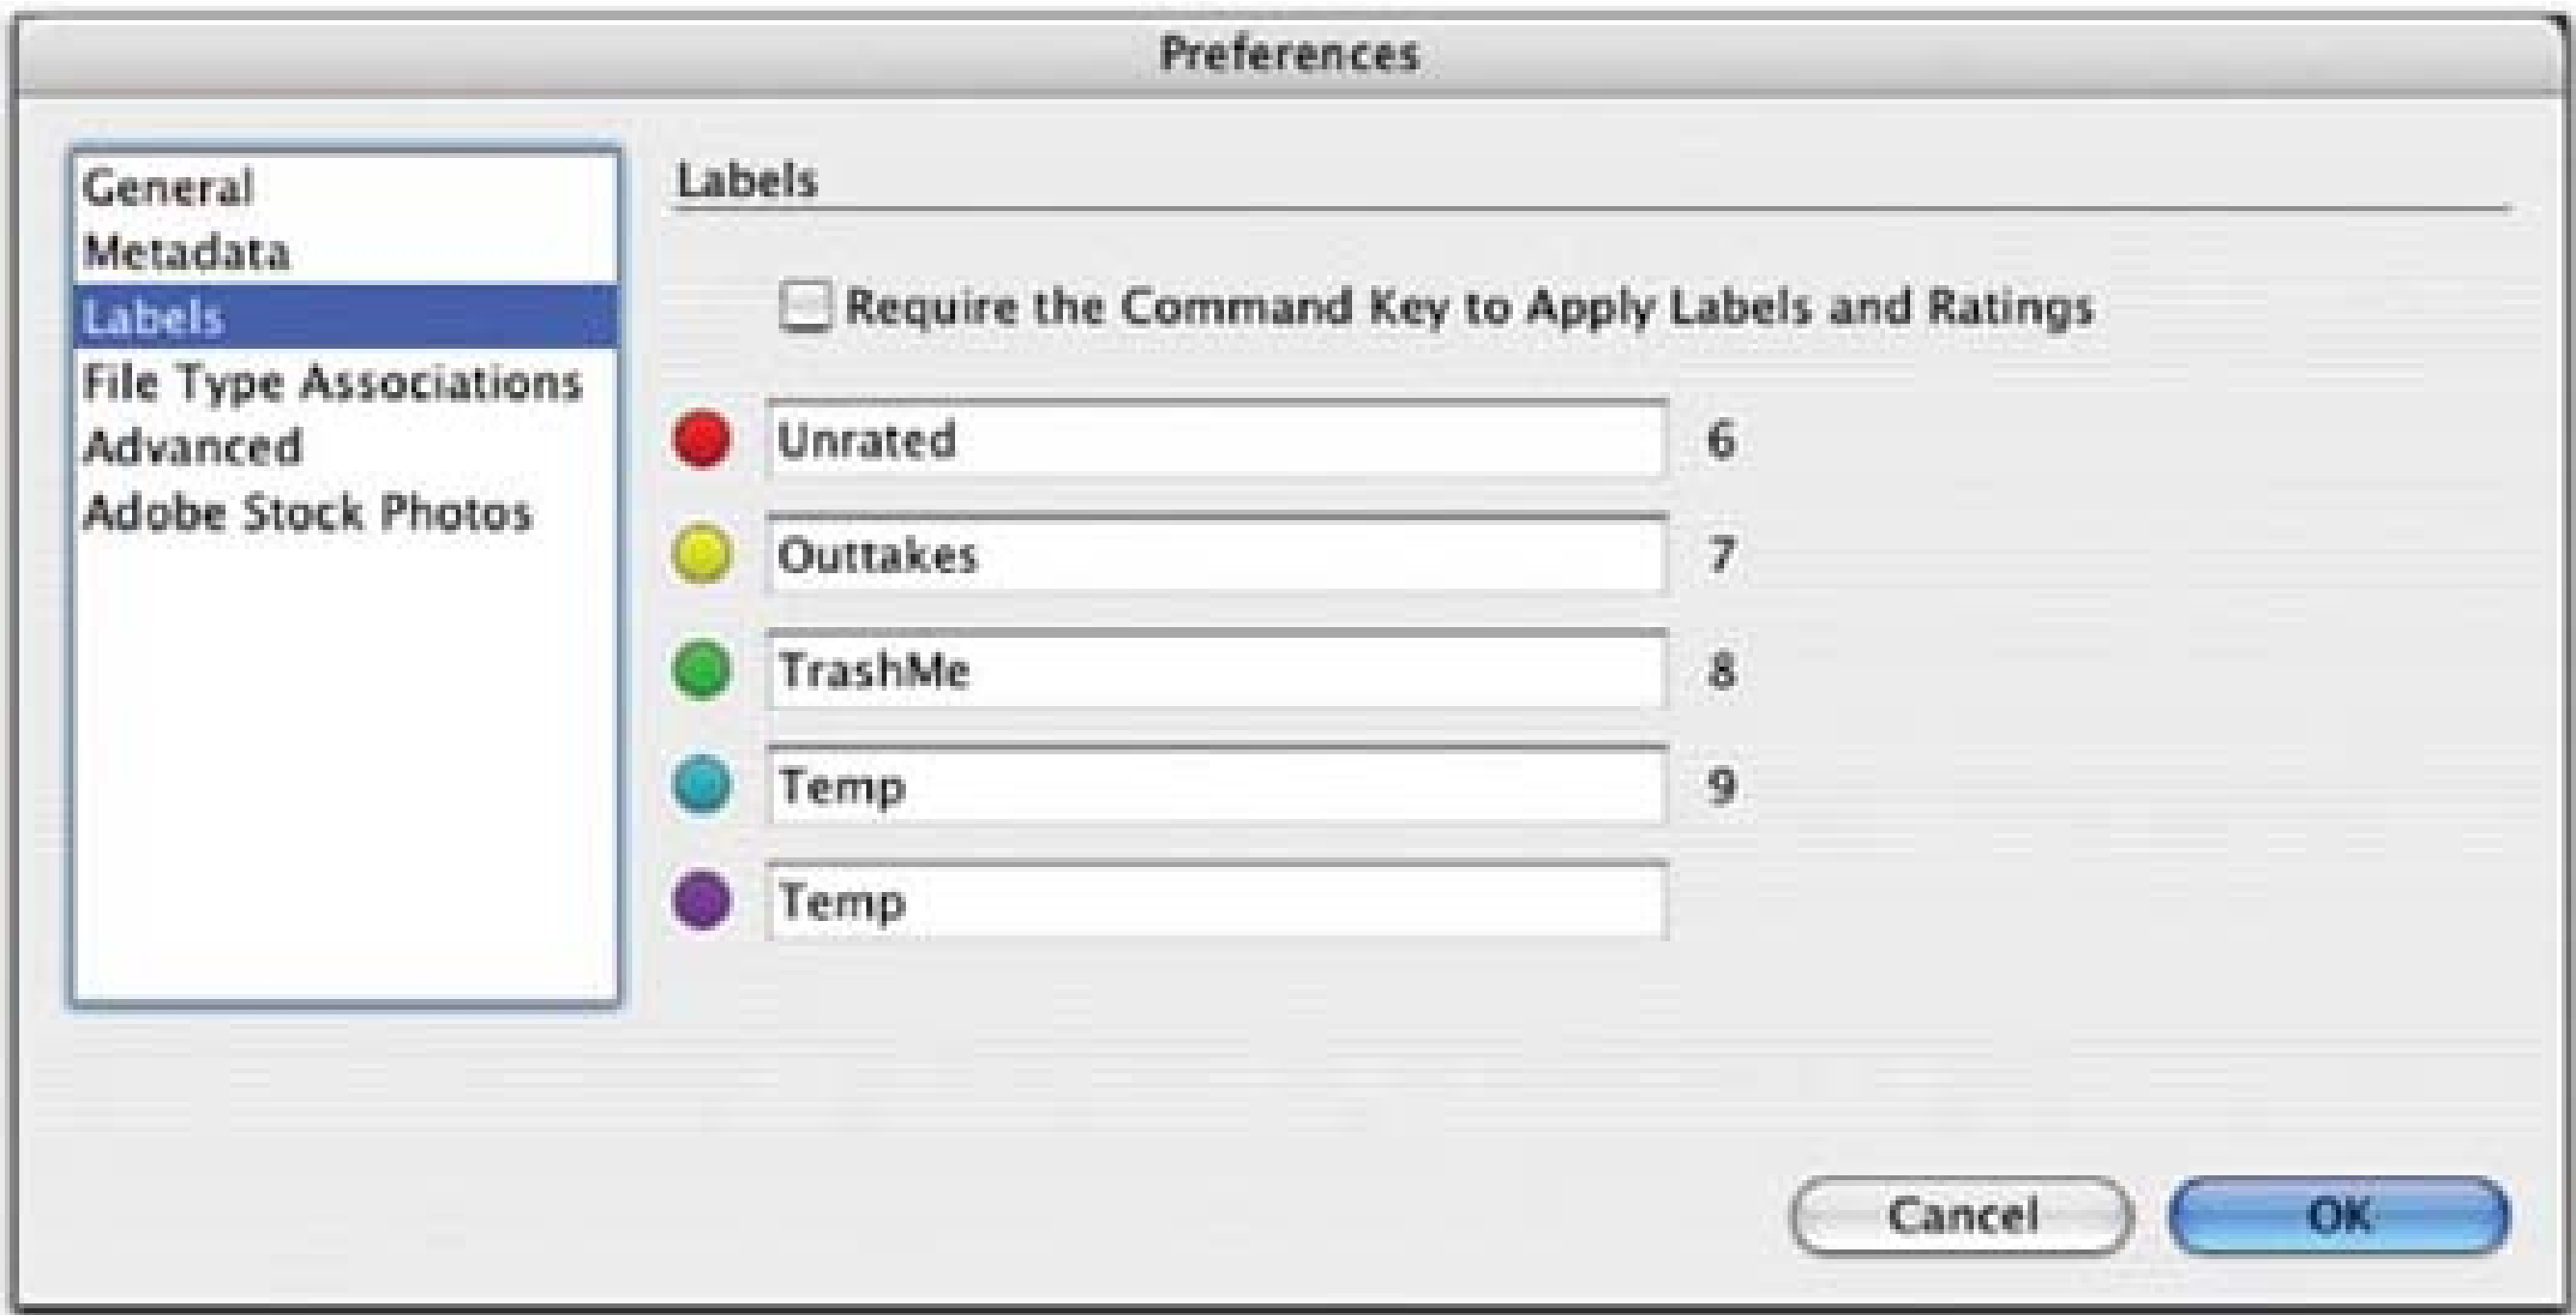 Preferences
General
Metadata
Labels
File Type Associations
Advanced
Adobe Stock Photos
Labels
Require the Command Key to Apply Labels and Ratings
Unrated 6
Outtakes 7
TrashMe 8
Temp 9
Temp
Cancel OK